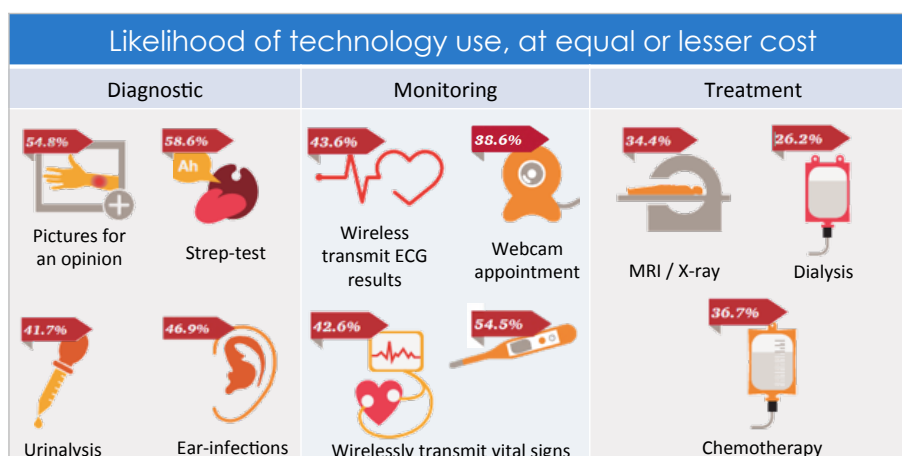 Likelihood of technology use, at equal or lesser cost
Diagnostic
Monitoring
Treatment
54.8%
58.6%
Ah
Pictures for
an opinion
Strep-test
41.7%
46.9%
Urinalysis
Ear-infections
43.6%
38.6%
Wireless
transmit ECG
results
Webcam
appointment
42.6%
54.5%
Wirelessly transmit vital signs
34.4%
26.2%
MRI / X-ray
Dialysis
36.7%
Chemotherapy